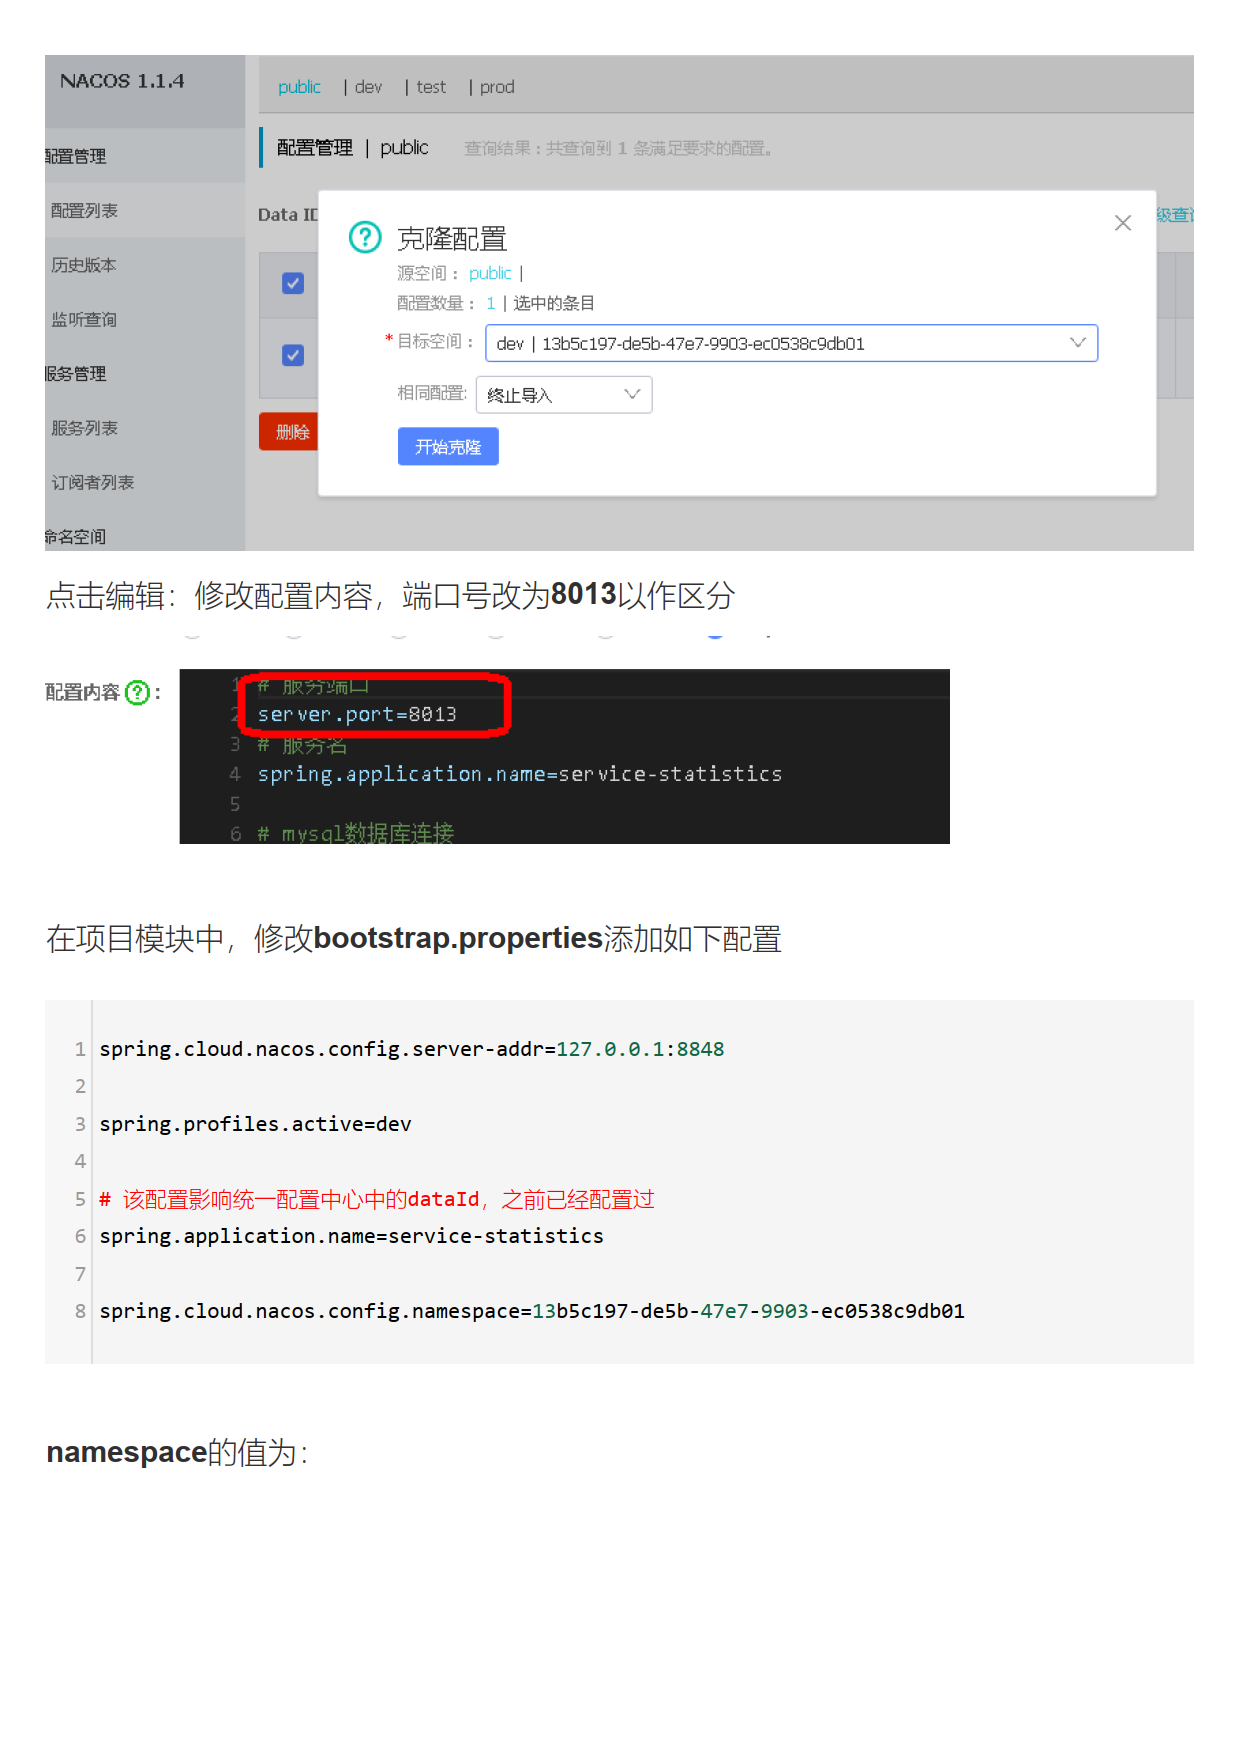 NACOS 1.1.4
public | dev | test | prod
配置管理
配置管理 | public 查询结果：共查询到 1 条满足要求的配置。
配置列表
Data ID
级查询
历史版本
监听查询
服务管理
服务列表
订阅者列表
命名空间
删除
克隆配置
源空间： public |
配置数量： 1 | 选中的条目
* 目标空间： dev | 13b5c197-de5b-47e7-9903-ec0538c9db01
相同配置: 终止导入
开始克隆
点击编辑：修改配置内容，端口号改为8013以作区分
配置内容 ? :
1 # 服务端口
2 server.port=8013
3 # 服务名
4 spring.application.name=service-statistics
5
6 # mysql数据库连接
在项目模块中，修改bootstrap.properties添加如下配置
1 spring.cloud.nacos.config.server-addr=127.0.0.1:8848
2
3 spring.profiles.active=dev
4
5 # 该配置影响统一配置中心中的dataId，之前已经配置过
6 spring.application.name=service-statistics
7
8 spring.cloud.nacos.config.namespace=13b5c197-de5b-47e7-9903-ec0538c9db01
namespace的值为：